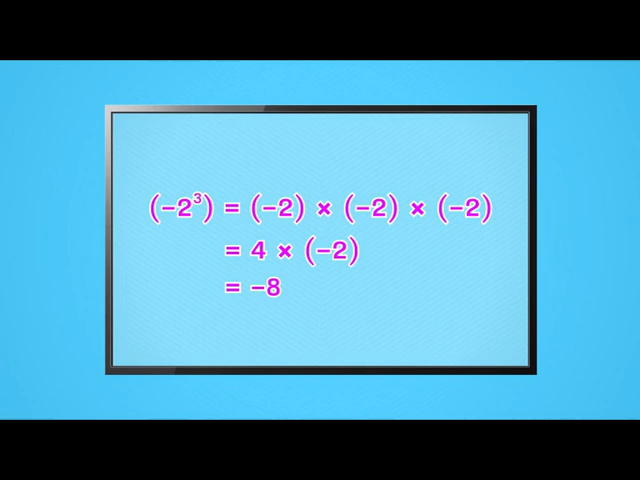 (-2³) = (-2) × (-2) × (-2)
= 4 × (-2)
= -8